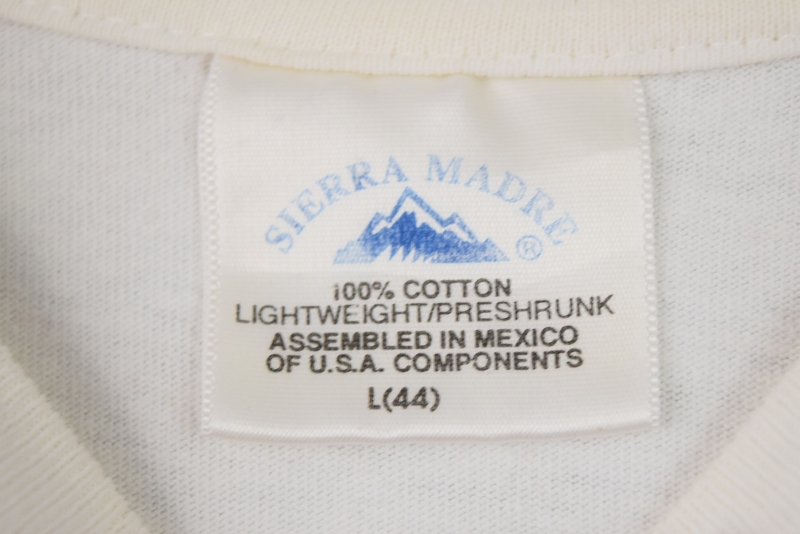 SIERRA MADRE ®
100% COTTON
LIGHTWEIGHT/PRESHRUNK
ASSEMBLED IN MEXICO
OF U.S.A. COMPONENTS
L(44)